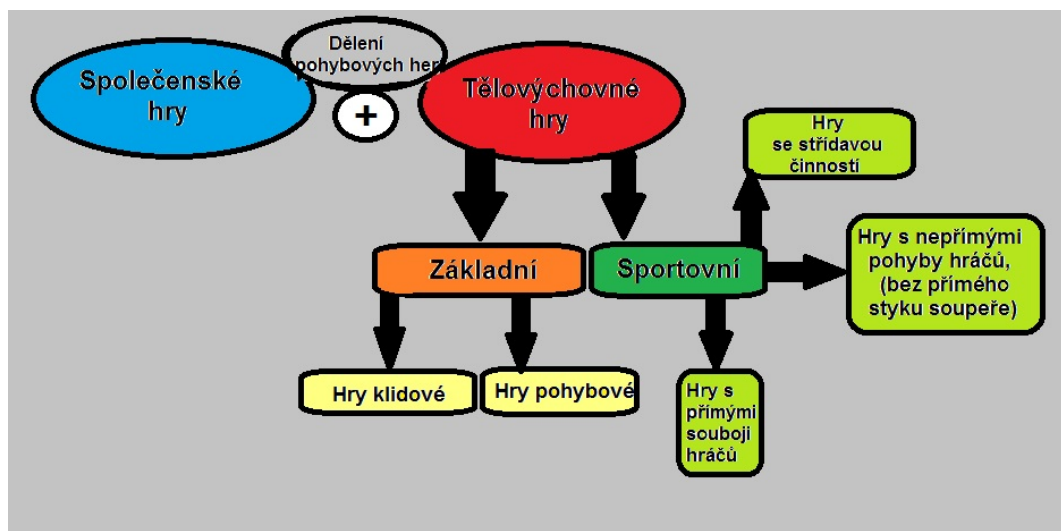 Dělení
pohybových her
Společenské
hry
+
Tělovýchovné
hry
Hry
se střídavou
činností
Hry s nepřímými
pohyby hráčů,
(bez přímého
styku soupeře)
Základní
Sportovní
Hry klidové
Hry pohybové
Hry s
přímými
souboji
hráčů